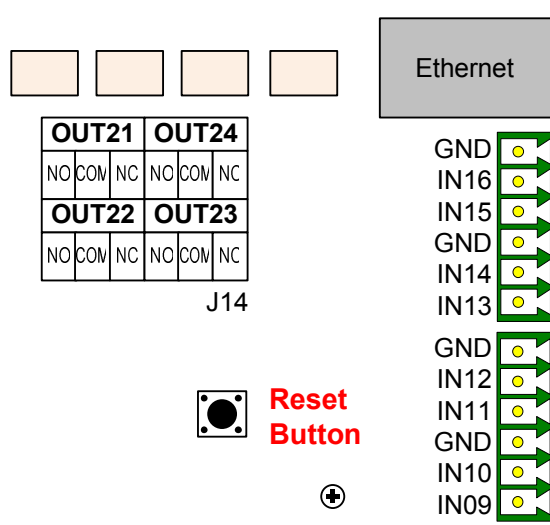 Ethernet
OUT21 OUT24
NO COM NC NO COM NC
OUT22 OUT23
NO COM NC NO COM NC
J14
Reset
Button
GND
IN16
IN15
GND
IN14
IN13
GND
IN12
IN11
GND
IN10
IN09